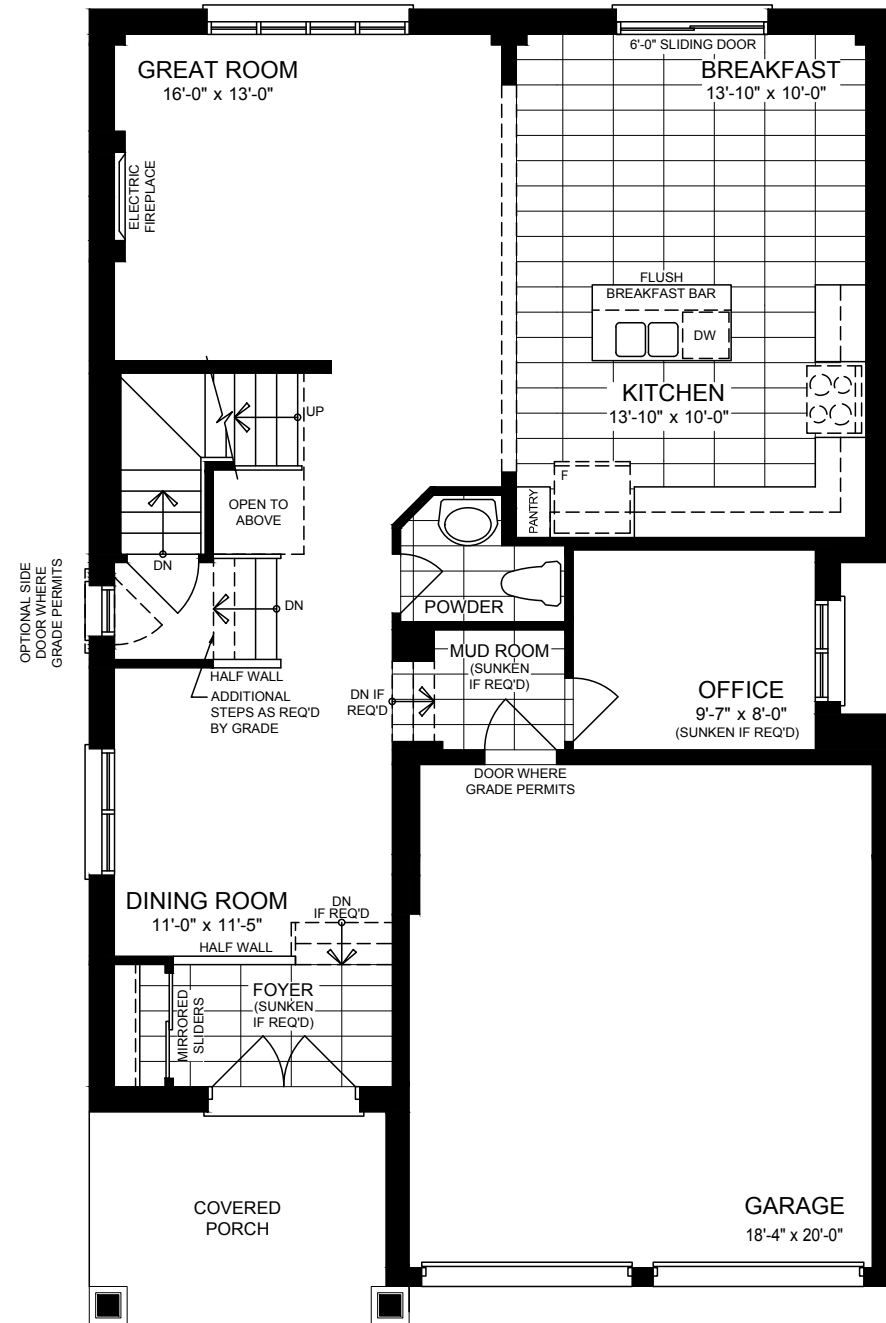 6'-0" SLIDING DOOR
GREAT ROOM
16'-0" x 13'-0"
BREAKFAST
13'-10" x 10'-0"
ELECTRIC
FIREPLACE
FLUSH
BREAKFAST BAR
DW
KITCHEN
13'-10" x 10'-0"
UP
F
PANTRY
OPEN TO
ABOVE
DN
OPTIONAL SIDE
DOOR WHERE
GRADE PERMITS
DN
POWDER
HALF WALL
ADDITIONAL
STEPS AS REQ'D
BY GRADE
MUD ROOM
(SUNKEN
IF REQ'D)
DN IF
REQ'D
OFFICE
9'-7" x 8'-0"
(SUNKEN IF REQ'D)
DOOR WHERE
GRADE PERMITS
DINING ROOM
11'-0" x 11'-5"
DN
IF REQ'D
HALF WALL
FOYER
(SUNKEN
IF REQ'D)
MIRRORED
SLIDERS
COVERED
PORCH
GARAGE
18'-4" x 20'-0"